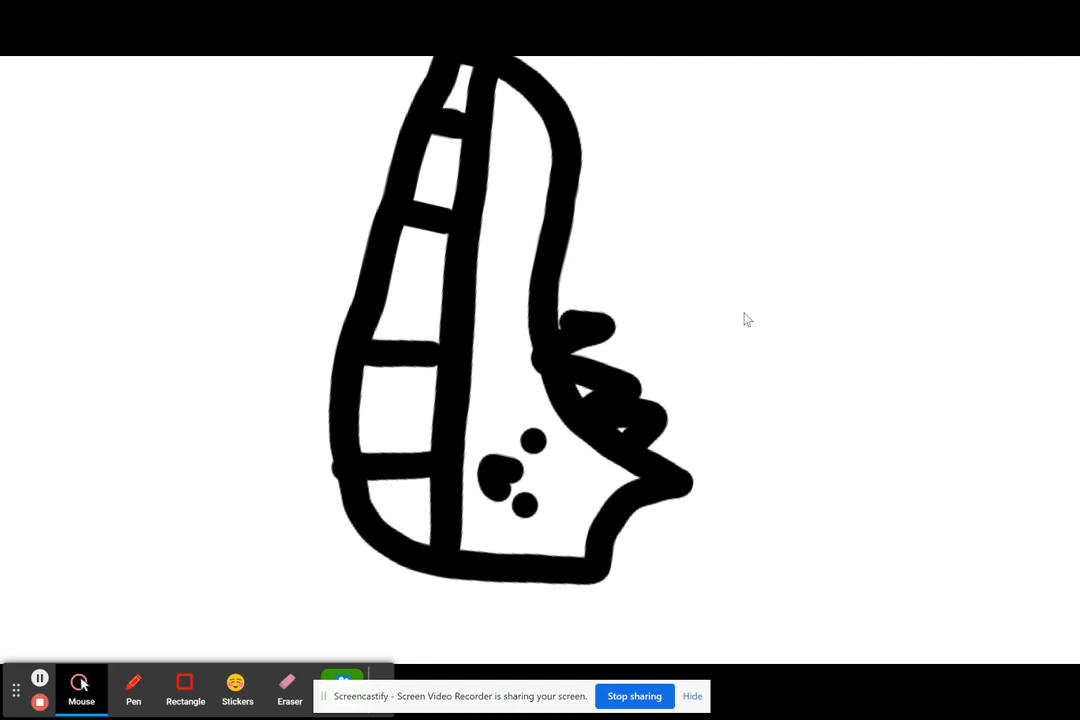 Mouse
Pen
Rectangle
Stickers
Eraser
Screencastify - Screen Video Recorder is sharing your screen.
Stop sharing
Hide